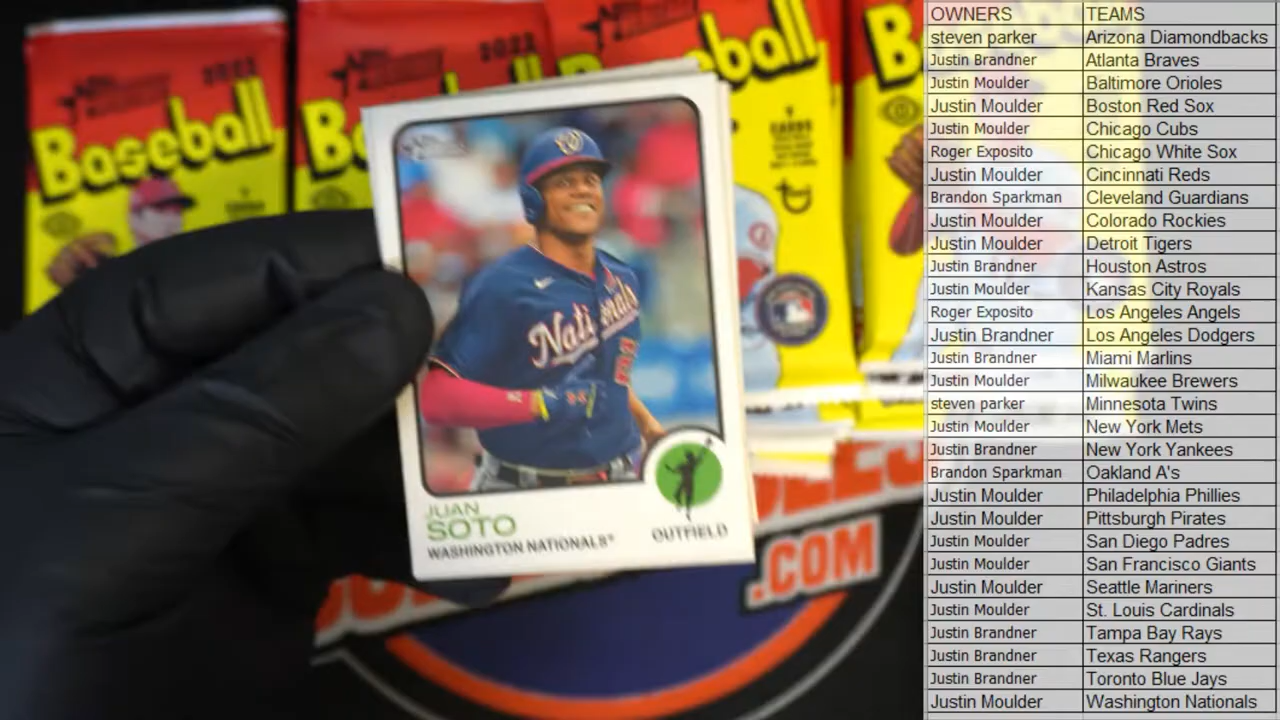 2022
Baseball
2022
Baseball
Nationals
JUAN
SOTO
WASHINGTON NATIONALS
OUTFIELD
.COM
OWNERS TEAMS
steven parker Arizona Diamondbacks
Justin Brandner Atlanta Braves
Justin Moulder Baltimore Orioles
Justin Moulder Boston Red Sox
Justin Moulder Chicago Cubs
Roger Exposito Chicago White Sox
Justin Moulder Cincinnati Reds
Brandon Sparkman Cleveland Guardians
Justin Moulder Colorado Rockies
Justin Moulder Detroit Tigers
Justin Brandner Houston Astros
Justin Moulder Kansas City Royals
Roger Exposito Los Angeles Angels
Justin Brandner Los Angeles Dodgers
Justin Brandner Miami Marlins
Justin Moulder Milwaukee Brewers
steven parker Minnesota Twins
Justin Moulder New York Mets
Justin Brandner New York Yankees
Brandon Sparkman Oakland A's
Justin Moulder Philadelphia Phillies
Justin Moulder Pittsburgh Pirates
Justin Moulder San Diego Padres
Justin Moulder San Francisco Giants
Justin Moulder Seattle Mariners
Justin Moulder St. Louis Cardinals
Justin Brandner Tampa Bay Rays
Justin Brandner Texas Rangers
Justin Brandner Toronto Blue Jays
Justin Moulder Washington Nationals